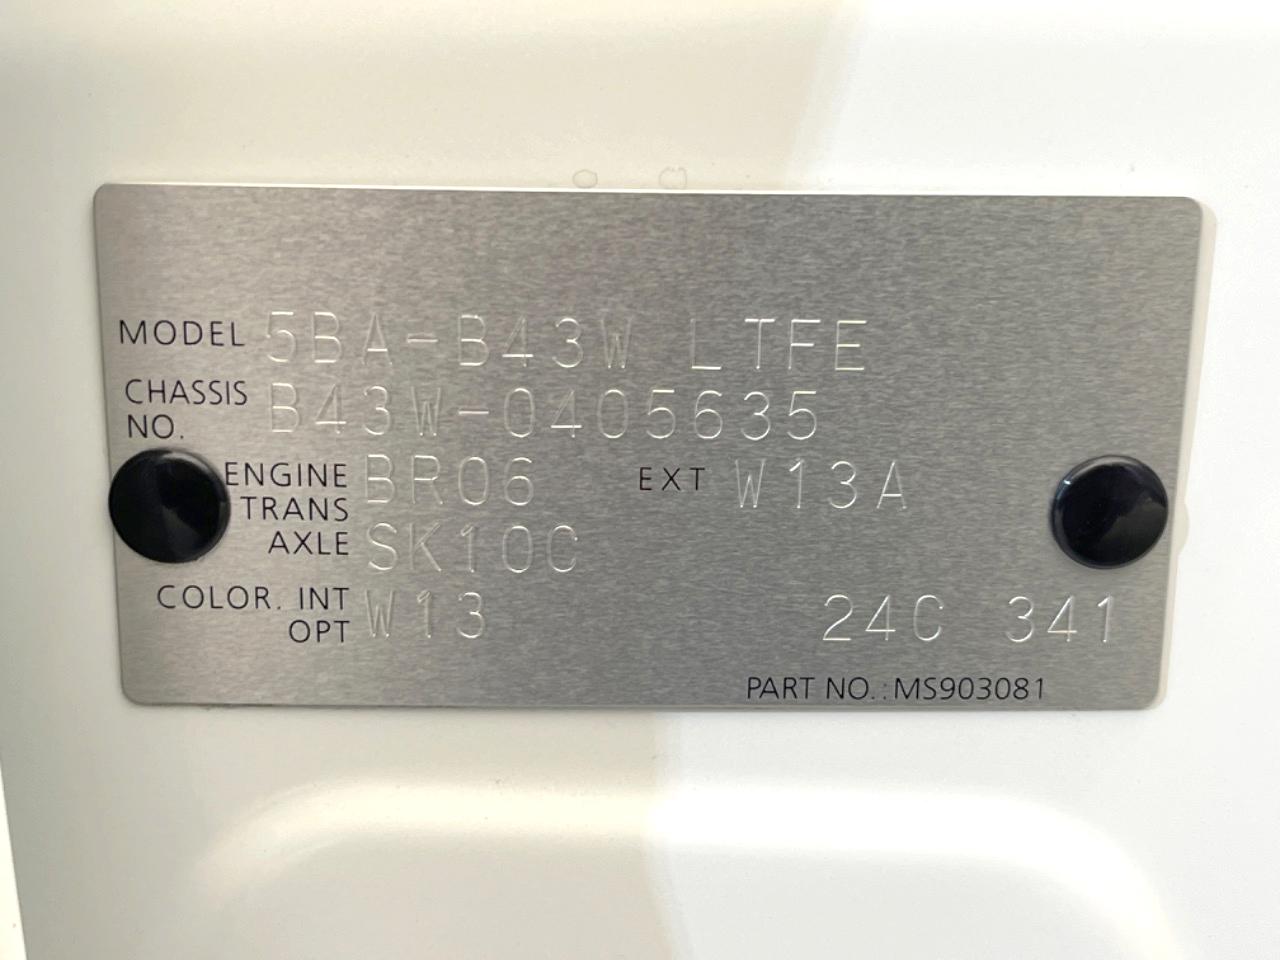 MODEL 5BA-B43W LTFE
CHASSIS NO. B43W-0405635
ENGINE BR06 EXT W13A
TRANS AXLE SK10C
COLOR. INT OPT W13 24C 341
PART NO.:MS903081